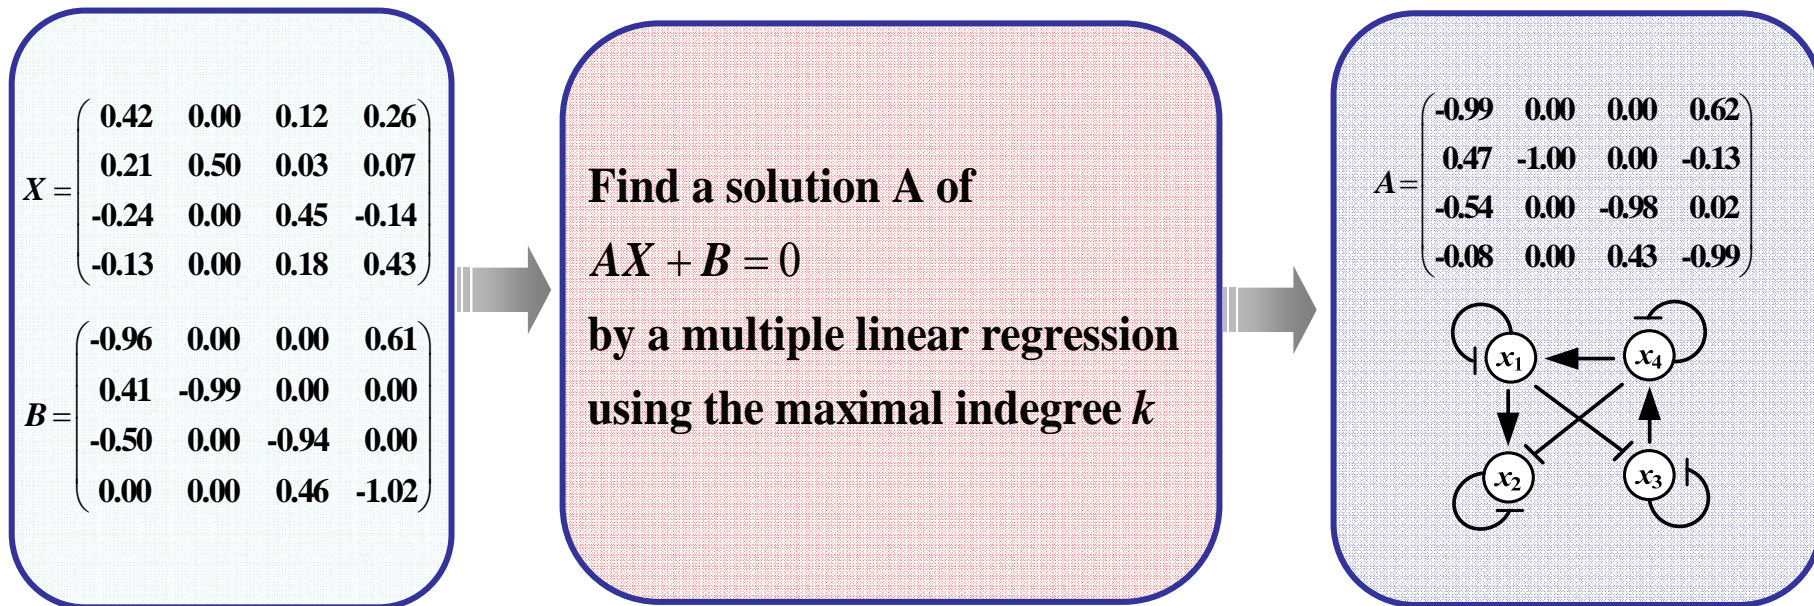 X = ( 0.42 0.00 0.12 0.26
0.21 0.50 0.03 0.07
-0.24 0.00 0.45 -0.14
-0.13 0.00 0.18 0.43 )
B = ( -0.96 0.00 0.00 0.61
0.41 -0.99 0.00 0.00
-0.50 0.00 -0.94 0.00
0.00 0.00 0.46 -1.02 )
Find a solution A of
AX + B = 0
by a multiple linear regression
using the maximal indegree k
A = ( -0.99 0.00 0.00 0.62
0.47 -1.00 0.00 -0.13
-0.54 0.00 -0.98 0.02
-0.08 0.00 0.43 -0.99 )
x₁ x₄
x₂ x₃